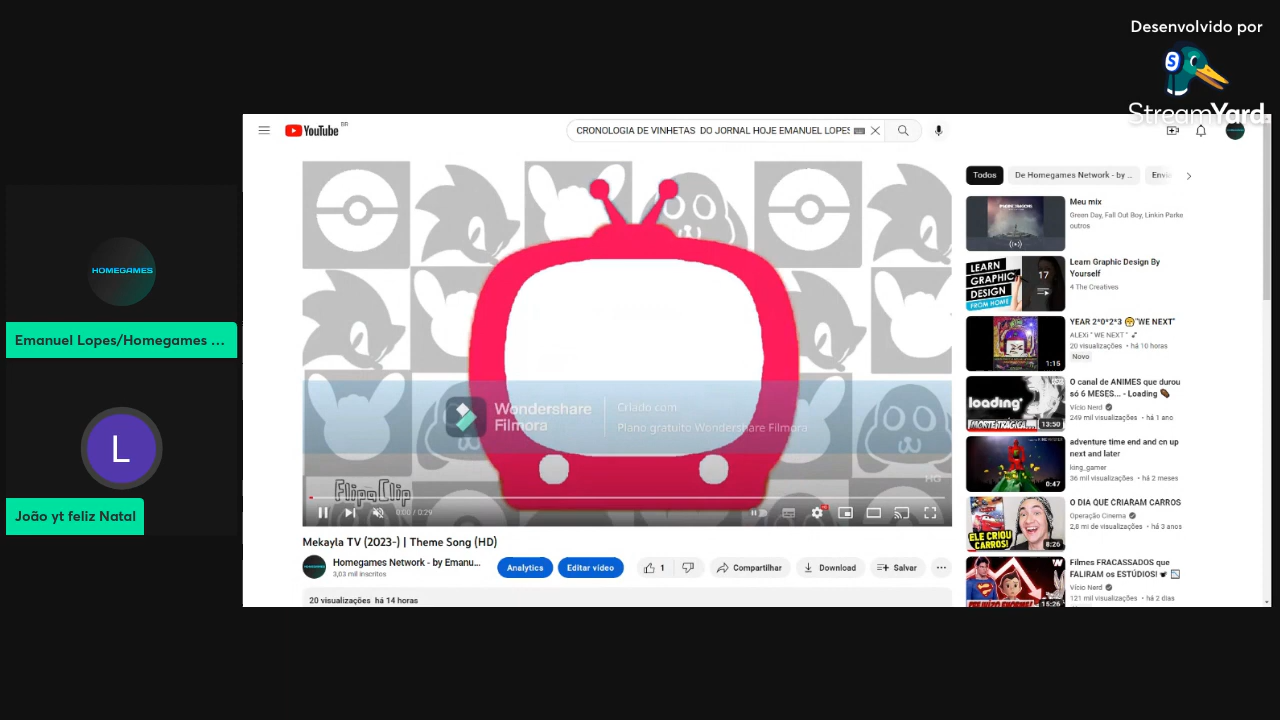 Desenvolvido por
StreamYard
YouTube BR
CRONOLOGIA DE VINHETAS DO JORNAL HOJE EMANUEL LOPES
Todos
De Homegames Network - by ...
HOMEGAMES
Emanuel Lopes/Homegames ...
L
João yt feliz Natal
Wondershare
Filmora
Criado com
Plano gratuito Wondershare Filmora
FlipaClip
HG
0:00 / 0:29
Mekayla TV (2023-) | Theme Song (HD)
Homegames Network - by Emanu...
3,03 mil inscritos
Analytics
Editar vídeo
1
Compartilhar
Download
Salvar
20 visualizações há 14 horas
Meu mix
Green Day, Fall Out Boy, Linkin Park e
outros
LEARN
GRAPHIC
DESIGN
FROM HOME
17
Learn Graphic Design By
Yourself
4 The Creatives
1:15
YEAR 2*0*2*3 "WE NEXT"
ALEXi " WE NEXT "
20 visualizações • há 10 horas
Novo
loading
13:50
O canal de ANIMES que durou
só 6 MESES... - Loading
Vício Nerd
249 mil visualizações • há 1 ano
0:47
adventure time end and cn up
next and later
king_gamer
36 mil visualizações • há 2 meses
ELE CRIOU
CARROS!
8:26
O DIA QUE CRIARAM CARROS
Operação Cinema
2,8 mi de visualizações • há 3 anos
15:26
Filmes FRACASSADOS que
FALIRAM os ESTÚDIOS!
Vício Nerd
121 mil visualizações • há 2 dias